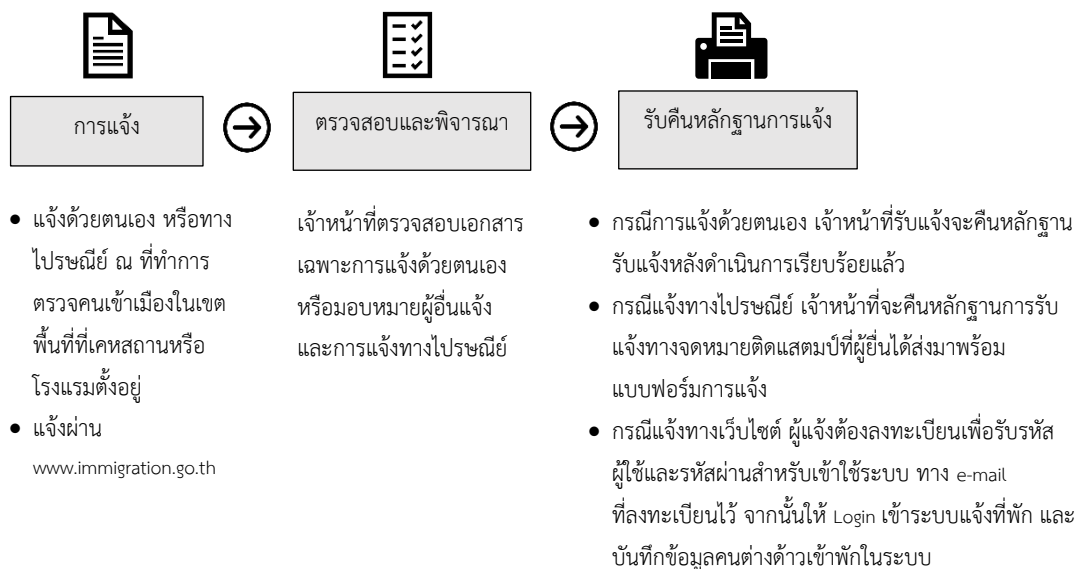 การแจ้ง
ตรวจสอบและพิจารณา
รับคืนหลักฐานการแจ้ง
• แจ้งด้วยตนเอง หรือทาง
ไปรษณีย์ ณ ที่ทำการ
ตรวจคนเข้าเมืองในเขต
พื้นที่ที่เคหสถานหรือ
โรงแรมตั้งอยู่
• แจ้งผ่าน
www.immigration.go.th
เจ้าหน้าที่ตรวจสอบเอกสาร
เฉพาะการแจ้งด้วยตนเอง
หรือมอบหมายผู้อื่นแจ้ง
และการแจ้งทางไปรษณีย์
• กรณีการแจ้งด้วยตนเอง เจ้าหน้าที่รับแจ้งจะคืนหลักฐาน
รับแจ้งหลังดำเนินการเรียบร้อยแล้ว
• กรณีแจ้งทางไปรษณีย์ เจ้าหน้าที่จะคืนหลักฐานการรับ
แจ้งทางจดหมายติดแสตมป์ที่ผู้ยื่นได้ส่งมาพร้อม
แบบฟอร์มการแจ้ง
• กรณีแจ้งทางเว็บไซต์ ผู้แจ้งต้องลงทะเบียนเพื่อรับรหัส
ผู้ใช้และรหัสผ่านสำหรับเข้าใช้ระบบ ทาง e-mail
ที่ลงทะเบียนไว้ จากนั้นให้ Login เข้าระบบแจ้งที่พัก และ
บันทึกข้อมูลคนต่างด้าวเข้าพักในระบบ